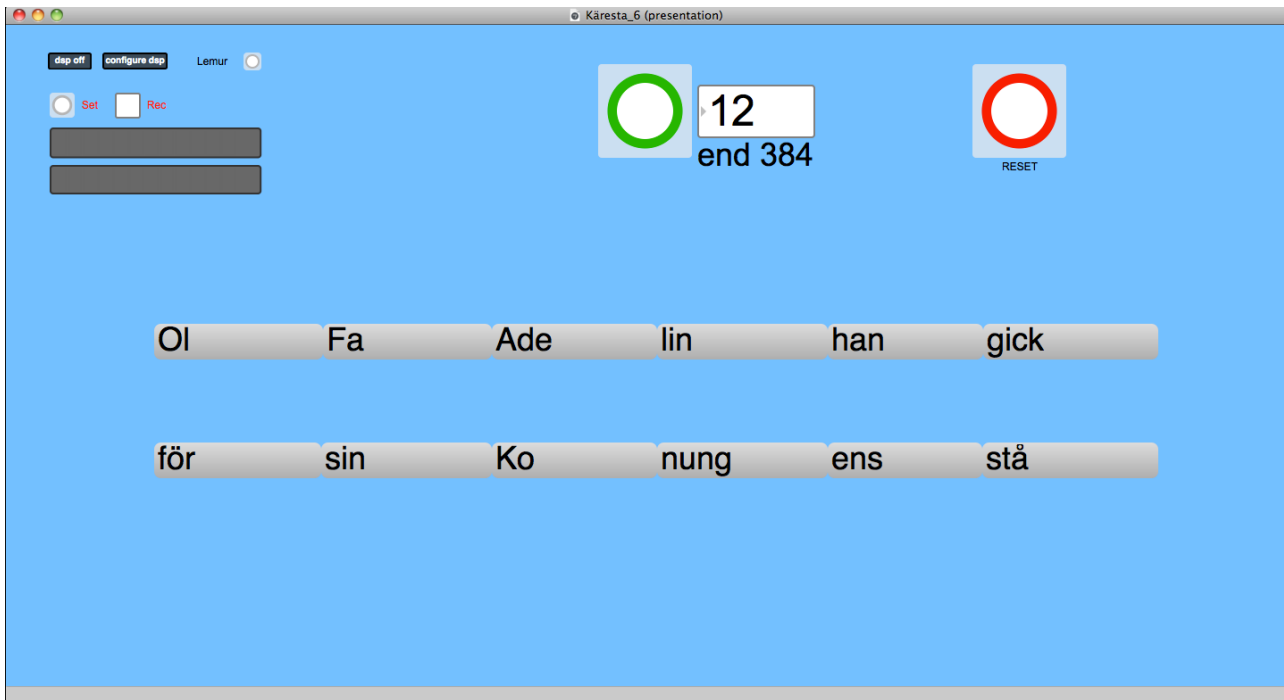 Käresta_6 (presentation)
dsp off configure dsp Lemur
Set Rec
12
end 384
RESET
Ol Fa Ade lin han gick
för sin Ko nung ens stå